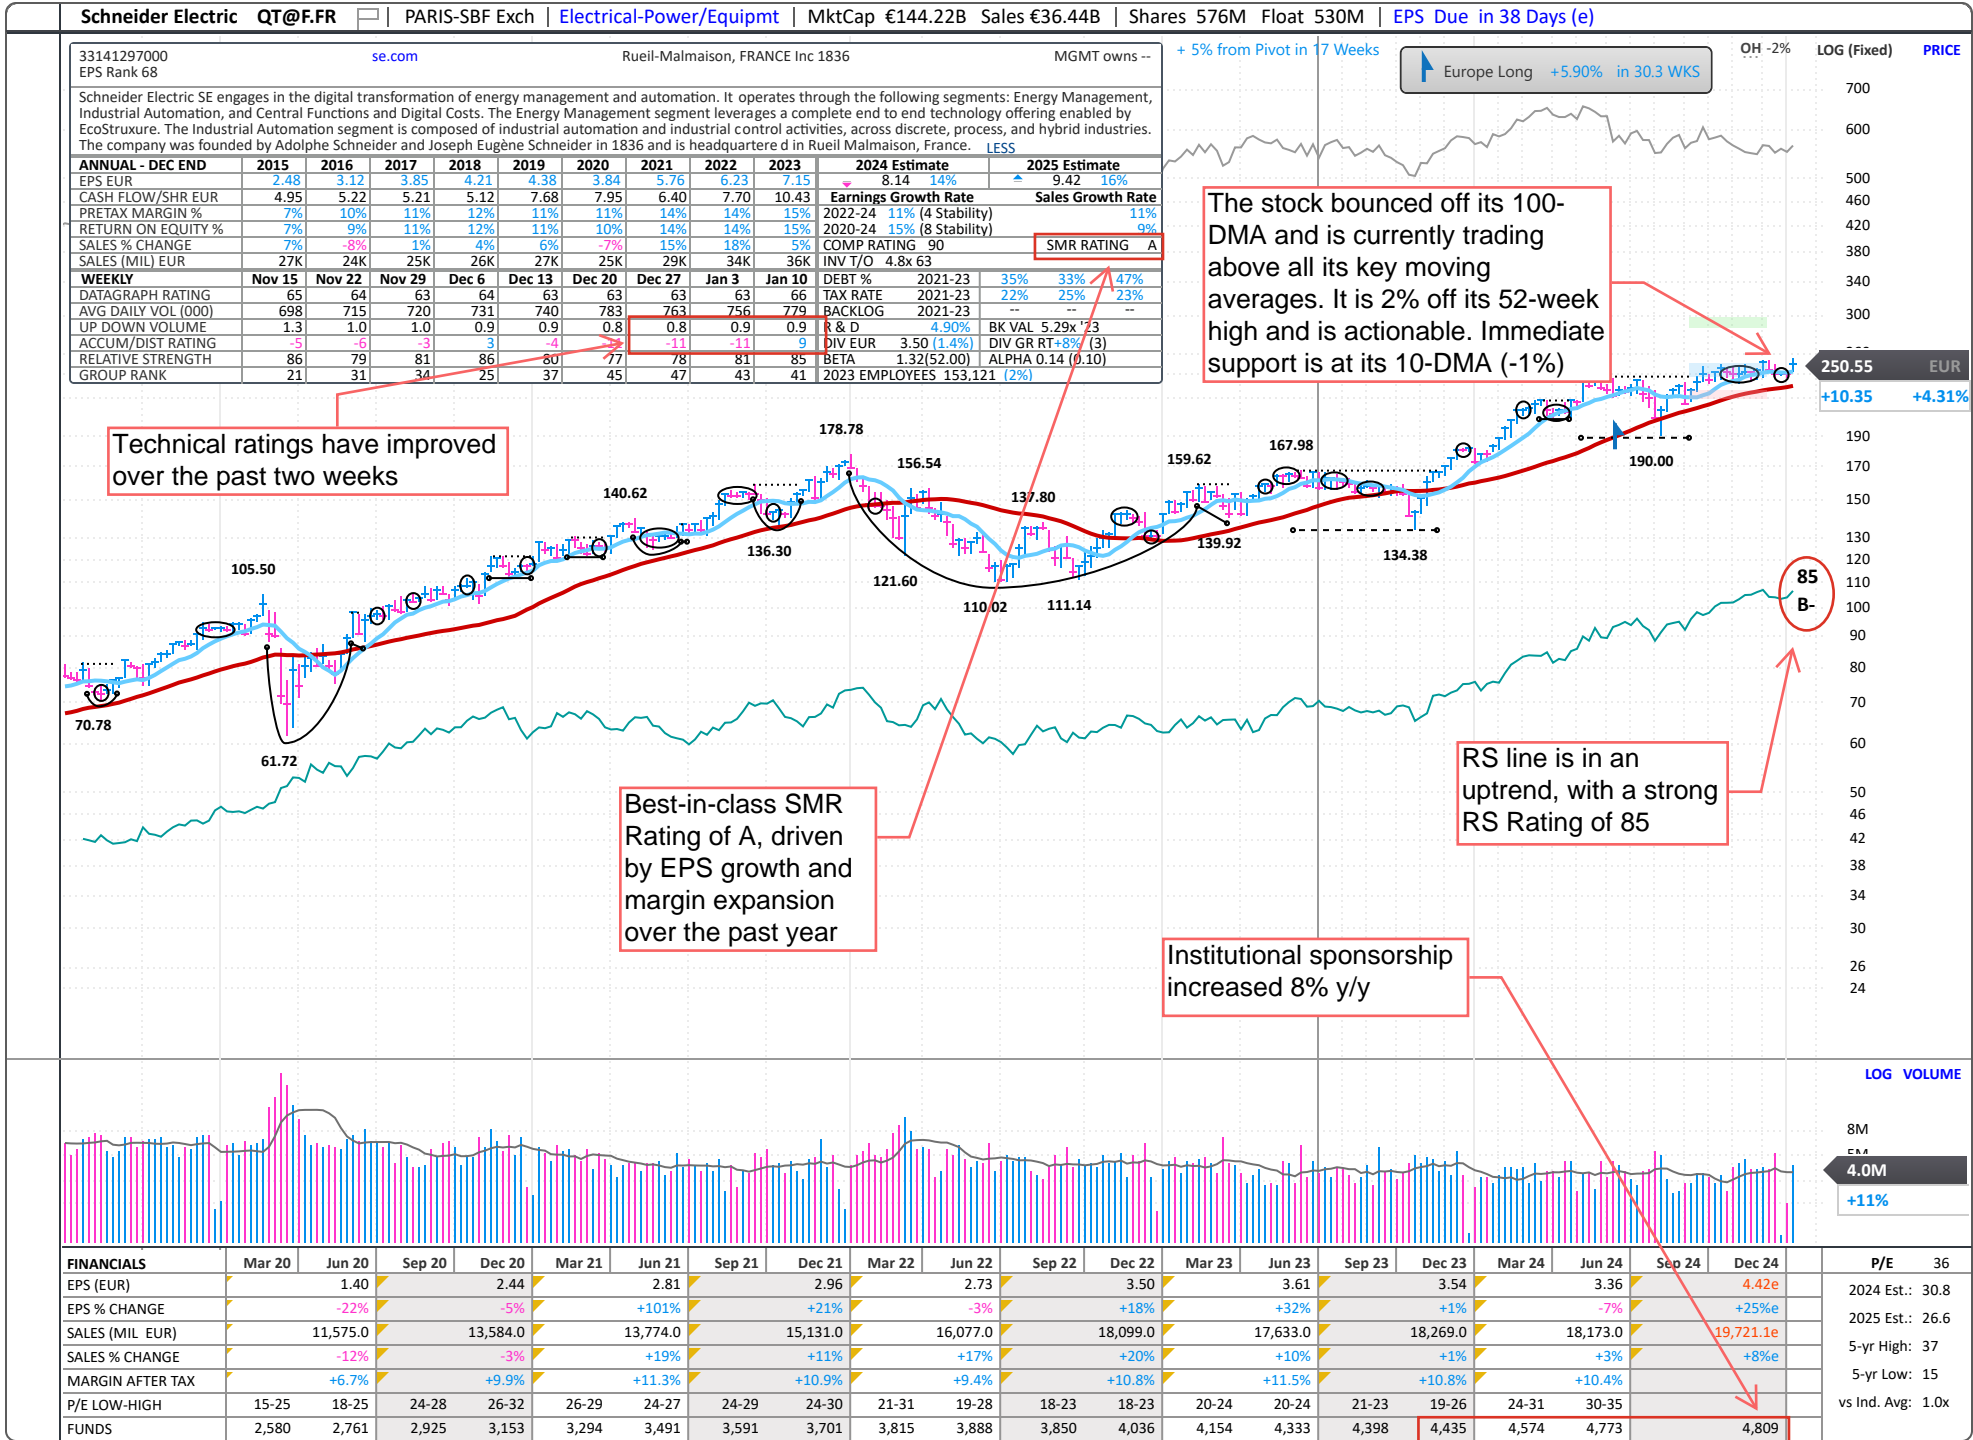 Schneider Electric QT@F.FR | PARIS-SBF Exch | Electrical-Power/Equipmt | MktCap €144.22B Sales €36.44B | Shares 576M Float 530M | EPS Due in 38 Days (e)
33141297000 se.com Rueil-Malmaison, FRANCE Inc 1836 MGMT owns --
EPS Rank 68
Schneider Electric SE engages in the digital transformation of energy management and automation. It operates through the following segments: Energy Management,
Industrial Automation, and Central Functions and Digital Costs. The Energy Management segment leverages a complete end to end technology offering enabled by
EcoStruxure. The Industrial Automation segment is composed of industrial automation and industrial control activities, across discrete, process, and hybrid industries.
The company was founded by Adolphe Schneider and Joseph Eugène Schneider in 1836 and is headquartere d in Rueil Malmaison, France. LESS
ANNUAL - DEC END 2015 2016 2017 2018 2019 2020 2021 2022 2023 2024 Estimate 2025 Estimate
EPS EUR 2.48 3.12 3.85 4.21 4.38 3.84 5.76 6.23 7.15 8.14 14% 9.42 16%
CASH FLOW/SHR EUR 4.95 5.22 5.21 5.12 7.68 7.95 6.40 7.70 10.43 Earnings Growth Rate Sales Growth Rate
PRETAX MARGIN % 7% 10% 11% 12% 11% 11% 14% 14% 15% 2022-24 11% (4 Stability) 11%
RETURN ON EQUITY % 7% 9% 11% 12% 11% 10% 14% 14% 15% 2020-24 15% (8 Stability) 9%
SALES % CHANGE 7% -8% 1% 4% 6% -7% 15% 18% 5% COMP RATING 90 SMR RATING A
SALES (MIL) EUR 27K 24K 25K 26K 27K 25K 29K 34K 36K INV T/O 4.8x 63
WEEKLY Nov 15 Nov 22 Nov 29 Dec 6 Dec 13 Dec 20 Dec 27 Jan 3 Jan 10 DEBT % 2021-23 35% 33% 47%
DATAGRAPH RATING 65 64 63 64 63 63 63 63 66 TAX RATE 2021-23 22% 25% 23%
AVG DAILY VOL (000) 698 715 720 731 740 783 763 756 779 BACKLOG 2021-23 -- -- --
UP DOWN VOLUME 1.3 1.0 1.0 0.9 0.9 0.8 0.8 0.9 0.9 R & D 4.90% BK VAL 5.29x '23
ACCUM/DIST RATING -5 -6 -3 3 -4 -11 -11 9 DIV EUR 3.50 (1.4%) DIV GR RT +8% (3)
RELATIVE STRENGTH 86 79 81 86 80 77 78 81 85 BETA 1.32(52.00) ALPHA 0.14 (0.10)
GROUP RANK 21 31 34 25 37 45 47 43 41 2023 EMPLOYEES 153,121 (2%)
+ 5% from Pivot in 17 Weeks
Europe Long +5.90% in 30.3 WKS
OH -2%
LOG (Fixed) PRICE
700
600
500
460
420
380
340
300
250.55 EUR
+10.35 +4.31%
190
170
150
130
120
110
100
90
80
70
60
50
46
42
38
34
30
26
24
The stock bounced off its 100-
DMA and is currently trading
above all its key moving
averages. It is 2% off its 52-week
high and is actionable. Immediate
support is at its 10-DMA (-1%)
Technical ratings have improved
over the past two weeks
70.78
105.50
61.72
140.62
136.30
178.78
156.54
121.60
110.02
137.80
111.14
159.62
139.92
167.98
134.38
190.00
85
B-
RS line is in an
uptrend, with a strong
RS Rating of 85
Best-in-class SMR
Rating of A, driven
by EPS growth and
margin expansion
over the past year
Institutional sponsorship
increased 8% y/y
LOG VOLUME
8M
4.0M
+11%
FINANCIALS Mar 20 Jun 20 Sep 20 Dec 20 Mar 21 Jun 21 Sep 21 Dec 21 Mar 22 Jun 22 Sep 22 Dec 22 Mar 23 Jun 23 Sep 23 Dec 23 Mar 24 Jun 24 Sep 24 Dec 24 P/E 36
EPS (EUR) 1.40 2.44 2.81 2.96 2.73 3.50 3.61 3.54 3.36 4.42e 2024 Est.: 30.8
EPS % CHANGE -22% -5% +101% +21% -3% +18% +32% +1% -7% +25%e 2025 Est.: 26.6
SALES (MIL EUR) 11,575.0 13,584.0 13,774.0 15,131.0 16,077.0 18,099.0 17,633.0 18,269.0 18,173.0 19,721.1e 5-yr High: 37
SALES % CHANGE -12% -3% +19% +11% +17% +20% +10% +1% +3% +8%e 5-yr Low: 15
MARGIN AFTER TAX +6.7% +9.9% +11.3% +10.9% +9.4% +10.8% +11.5% +10.8% +10.4%
P/E LOW-HIGH 15-25 18-25 24-28 26-32 26-29 24-27 24-29 24-30 21-31 19-28 18-23 18-23 20-24 20-24 21-23 19-26 24-31 30-35 vs Ind. Avg: 1.0x
FUNDS 2,580 2,761 2,925 3,153 3,294 3,491 3,591 3,701 3,815 3,888 3,850 4,036 4,154 4,333 4,398 4,435 4,574 4,773 4,809